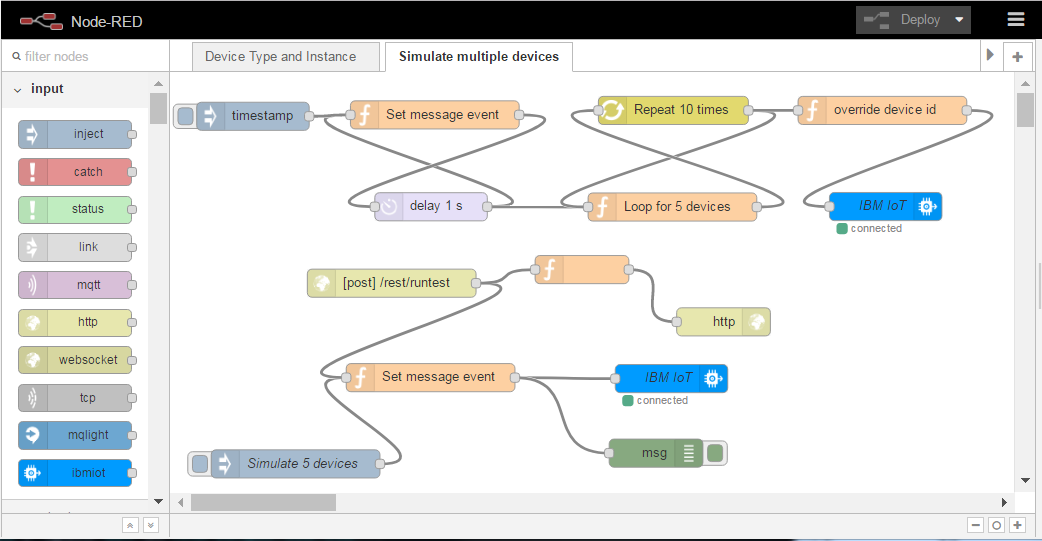 Node-RED
Deploy
filter nodes
Device Type and Instance
Simulate multiple devices
input
inject
catch
status
link
mqtt
http
websocket
tcp
mqlight
ibmiot
timestamp
Set message event
Repeat 10 times
override device id
delay 1 s
Loop for 5 devices
IBM IoT
connected
[post] /rest/runtest
http
Set message event
IBM IoT
connected
msg
Simulate 5 devices